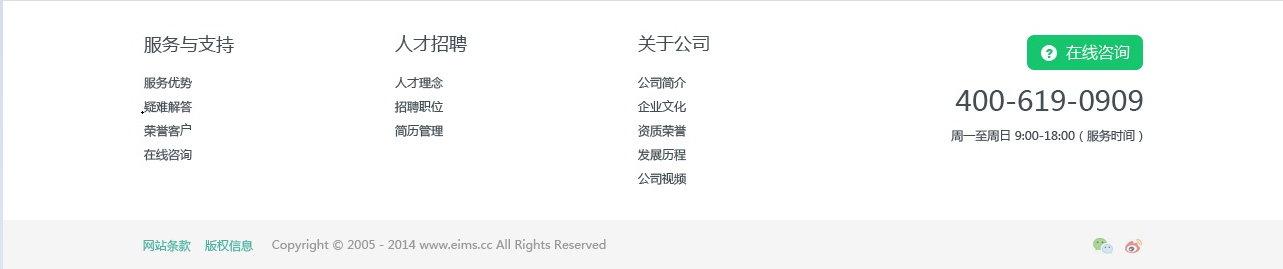 服务与支持
服务优势
疑难解答
荣誉客户
在线咨询
人才招聘
人才理念
招聘职位
简历管理
关于公司
公司简介
企业文化
资质荣誉
发展历程
公司视频
在线咨询
400-619-0909
周一至周日 9:00-18:00 ( 服务时间 )
网站条款 版权信息 Copyright © 2005 - 2014 www.eims.cc All Rights Reserved